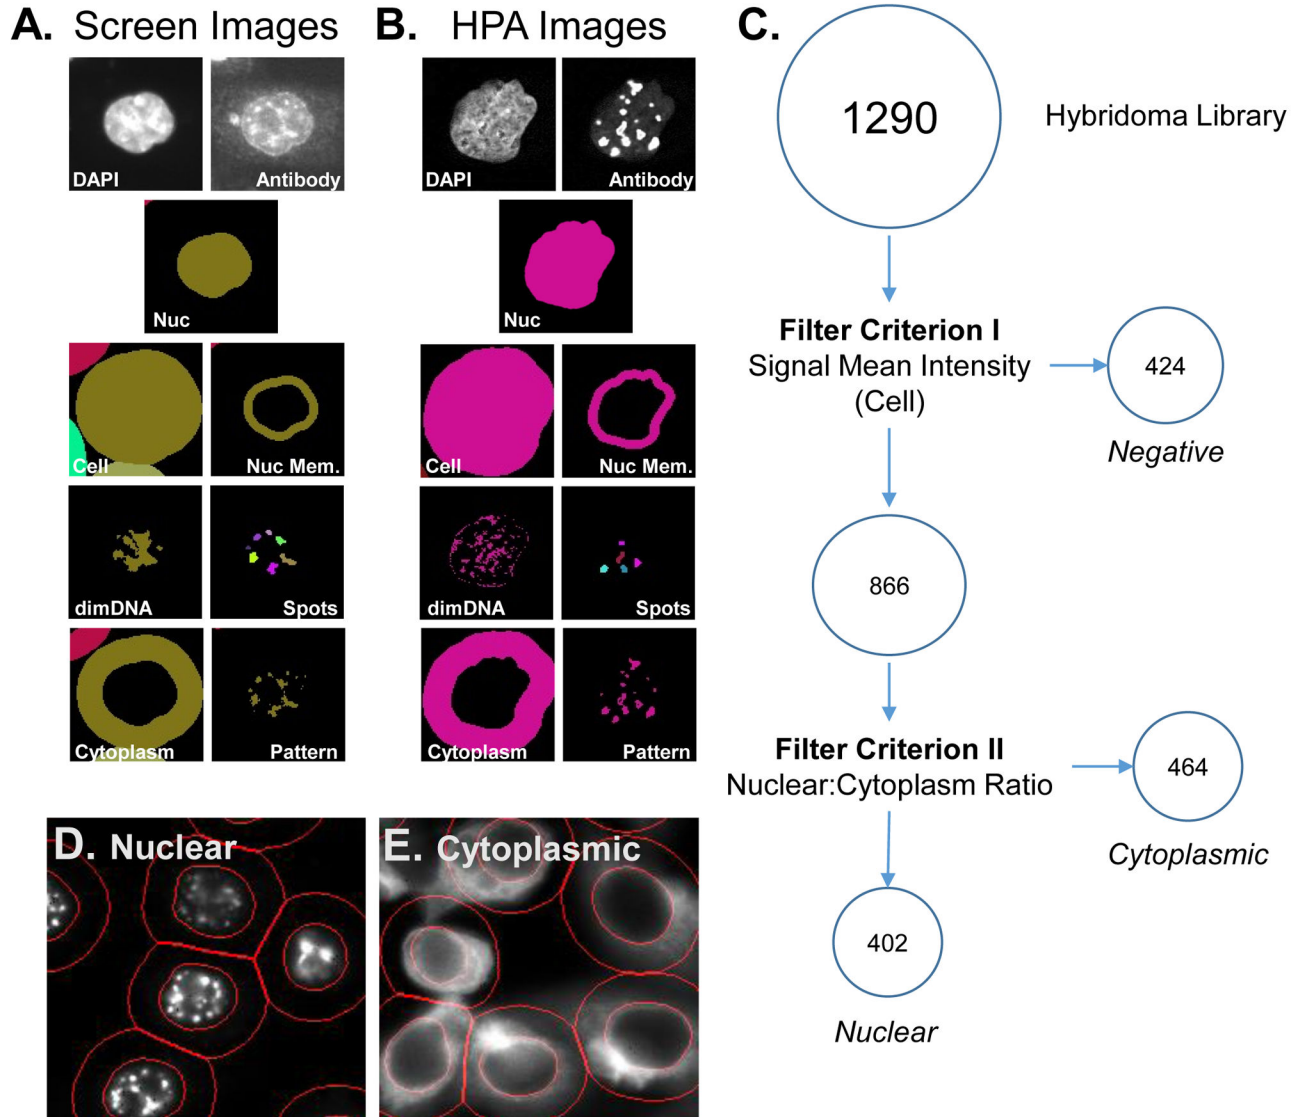 A. Screen Images
DAPI
Antibody
Nuc
Cell
Nuc Mem.
dimDNA
Spots
Cytoplasm
Pattern
B. HPA Images
DAPI
Antibody
Nuc
Cell
Nuc Mem.
dimDNA
Spots
Cytoplasm
Pattern
C.
1290
Hybridoma Library
Filter Criterion I
Signal Mean Intensity
(Cell)
424
Negative
866
Filter Criterion II
Nuclear:Cytoplasm Ratio
464
Cytoplasmic
402
Nuclear
D. Nuclear
E. Cytoplasmic